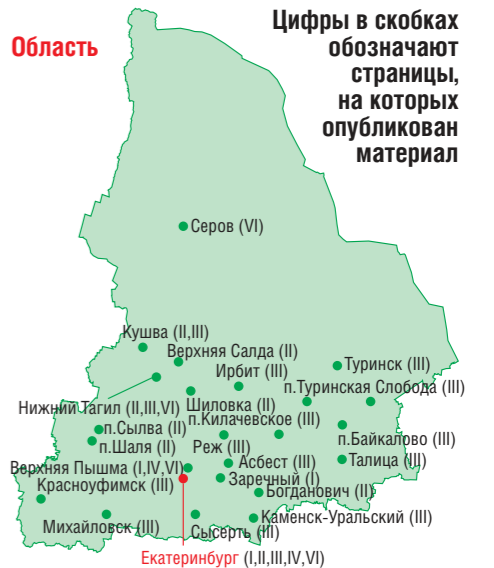 Область
Цифры в скобках
обозначают
страницы,
на которых
опубликован
материал
Серов (VI)
Кушва (II,III)
Верхняя Салда (II)
Ирбит (III)
Туринск (III)
п.Туринская Слобода (III)
Нижний Тагил (II,III,VI)
Шиловка (II)
п.Килачевское (III)
п.Сылва (II)
п.Байкалово (III)
п.Шаля (II)
Реж (III)
Асбест (III)
Талица (III)
Верхняя Пышма (I,IV,VI)
Заречный (I)
Красноуфимск (III)
Богданович (II)
Михайловск (III)
Сысерть (III)
Каменск-Уральский (III)
Екатеринбург (I,II,III,IV,VI)